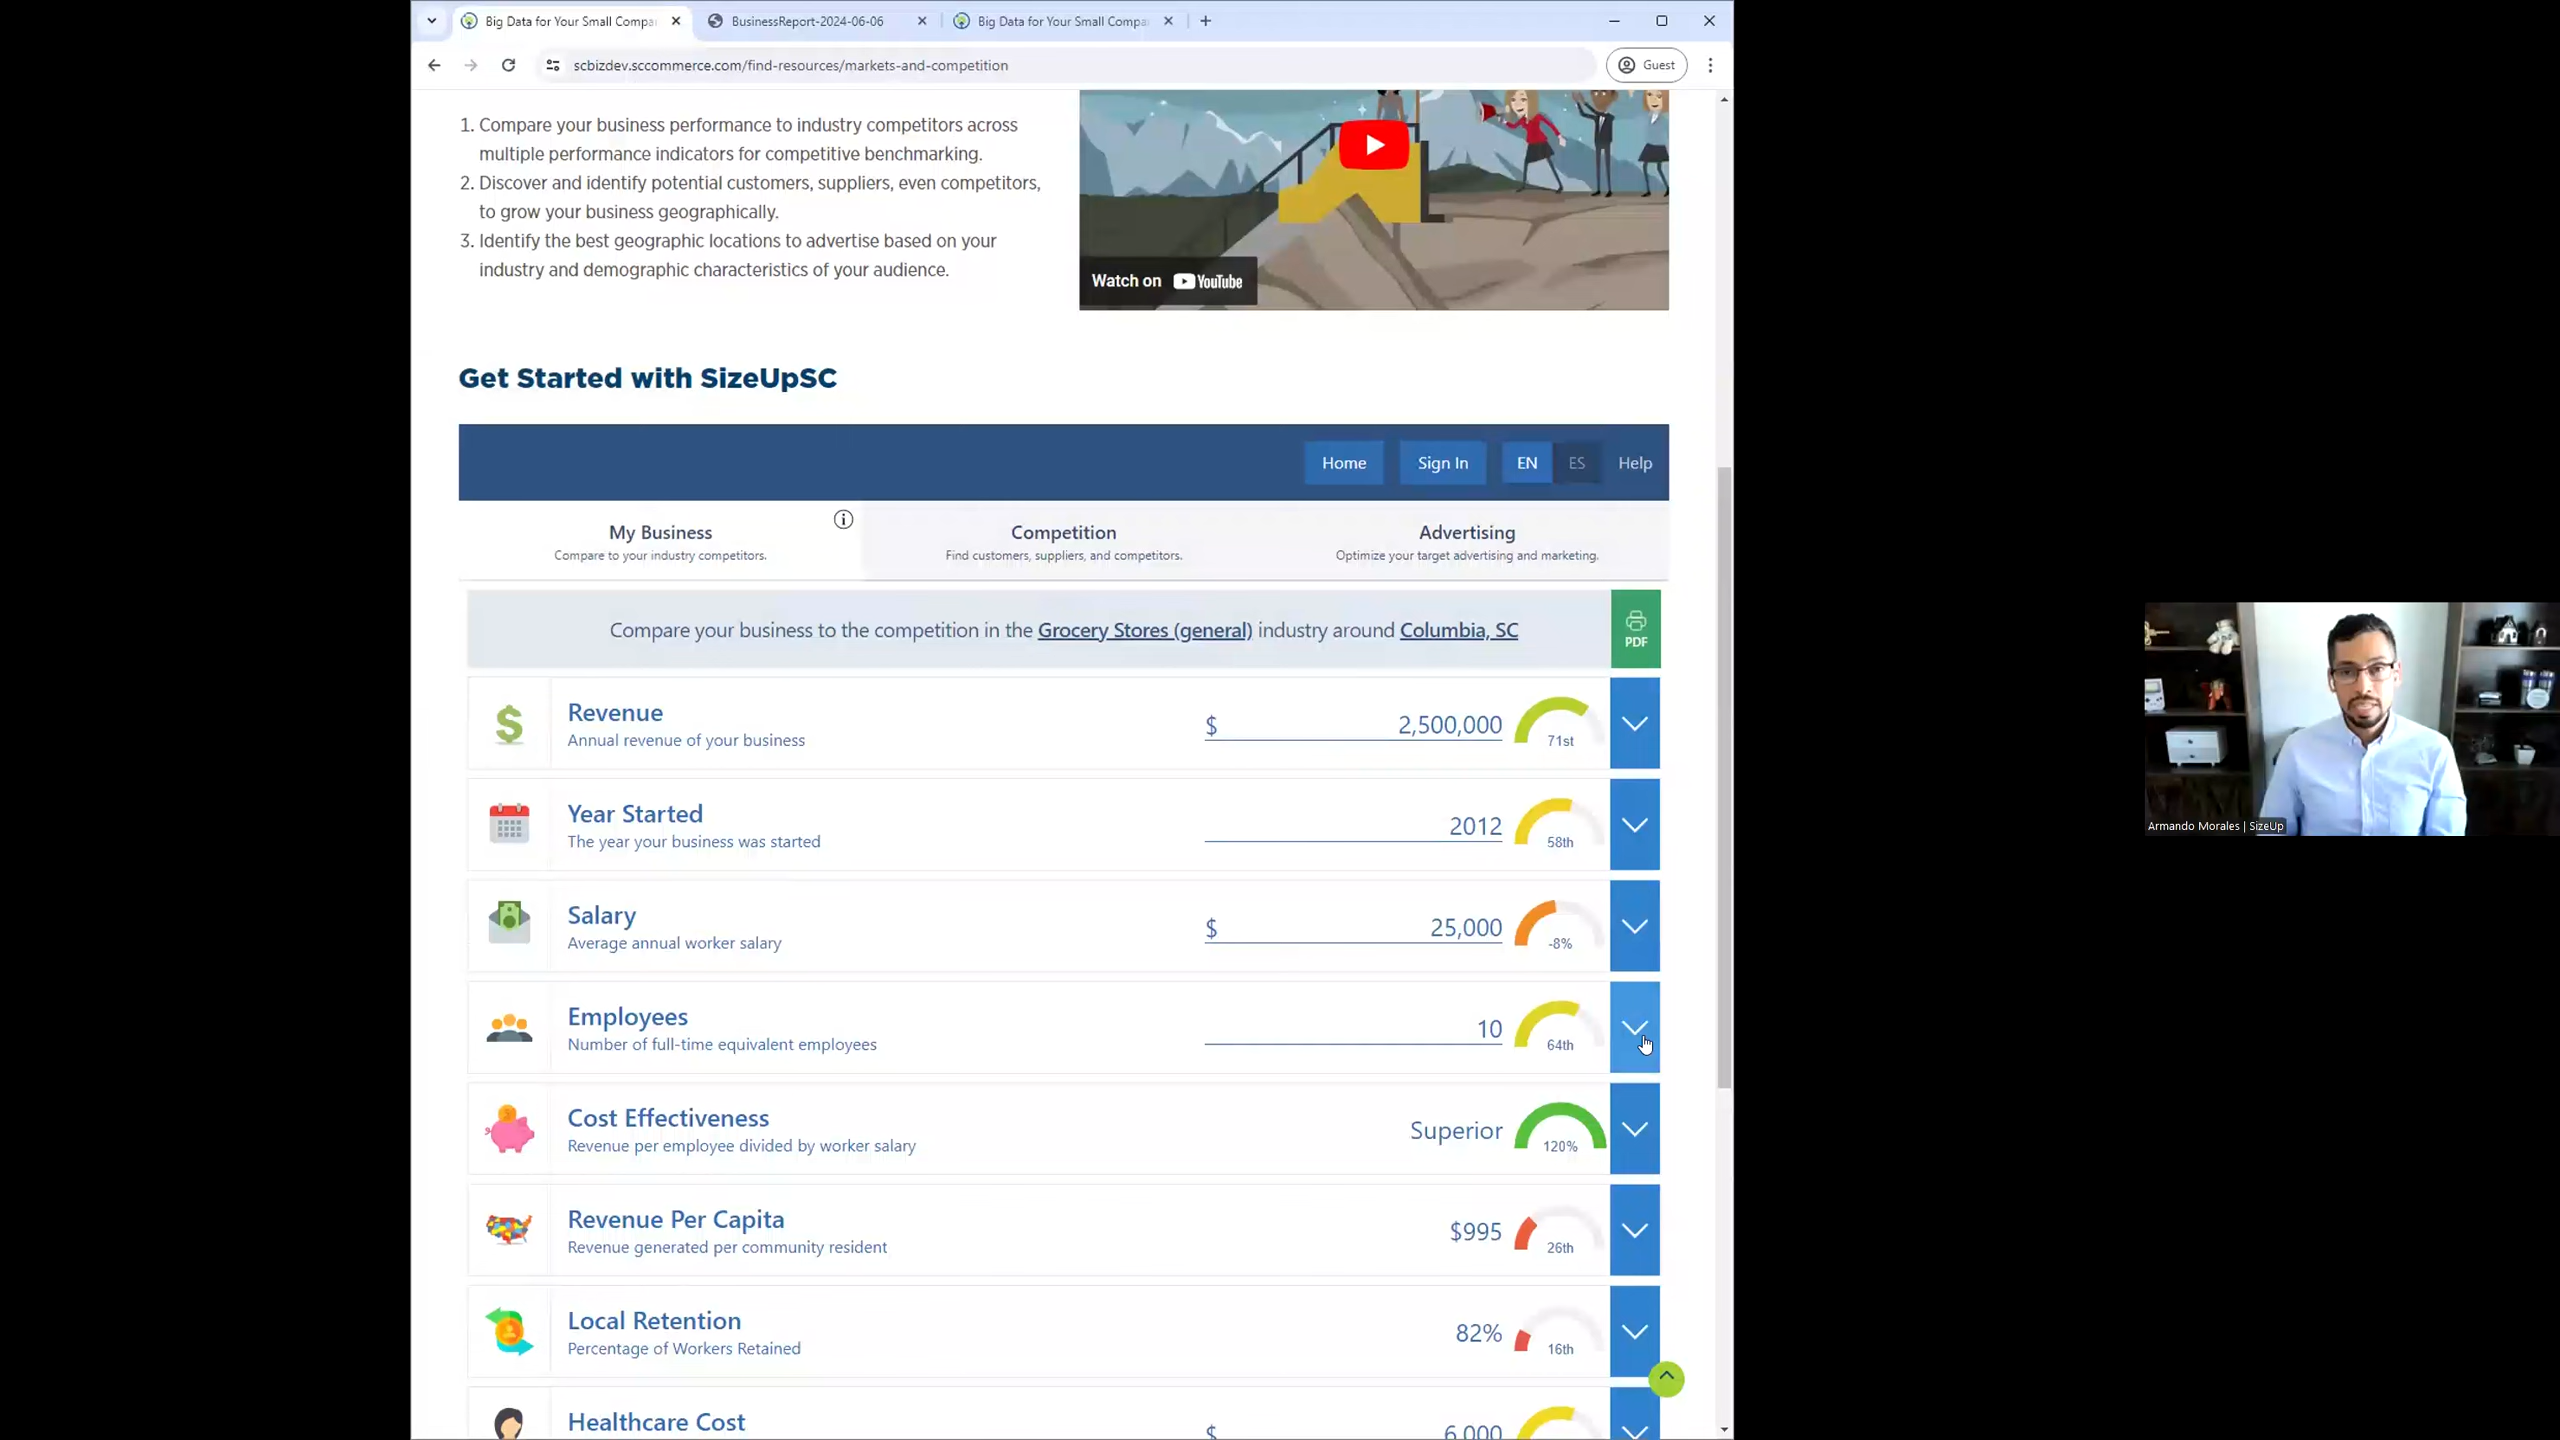 Big Data for Your Small Compa
BusinessReport-2024-06-06
Big Data for Your Small Compa
scbizdev.sccommerce.com/find-resources/markets-and-competition
Guest
1. Compare your business performance to industry competitors across
multiple performance indicators for competitive benchmarking.
2. Discover and identify potential customers, suppliers, even competitors,
to grow your business geographically.
3. Identify the best geographic locations to advertise based on your
industry and demographic characteristics of your audience.
Watch on YouTube
Get Started with SizeUpSC
Home Sign In EN ES Help
My Business
Compare to your industry competitors.
Competition
Find customers, suppliers, and competitors.
Advertising
Optimize your target advertising and marketing.
Compare your business to the competition in the Grocery Stores (general) industry around Columbia, SC
PDF
Revenue
Annual revenue of your business
$ 2,500,000
71st
Year Started
The year your business was started
2012
58th
Salary
Average annual worker salary
$ 25,000
-8%
Employees
Number of full-time equivalent employees
10
64th
Cost Effectiveness
Revenue per employee divided by worker salary
Superior
120%
Revenue Per Capita
Revenue generated per community resident
$995
26th
Local Retention
Percentage of Workers Retained
82%
16th
Healthcare Cost
$ 6,000
Armando Morales | SizeUp